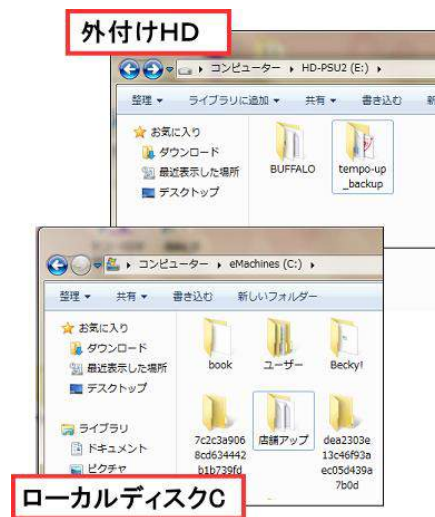 外付けHD
コンピューター ▸ HD-PSU2 (E:) ▸
整理 ▼ ライブラリに追加 ▼ 共有 ▼ 書き込む 新
お気に入り
ダウンロード
最近表示した場所
デスクトップ
BUFFALO
tempo-up
_backup
コンピューター ▸ eMachines (C:) ▸
整理 ▼ 共有 ▼ 書き込む 新しいフォルダー
お気に入り
ダウンロード
最近表示した場所
デスクトップ
ライブラリ
ドキュメント
ピクチャ
book
ユーザー
Becky!
7c2c3a906
8cd634442
b1b739fd
店舗アップ
dea2303e
13c46f93a
ec05d439a
7b0d
ローカルディスクC